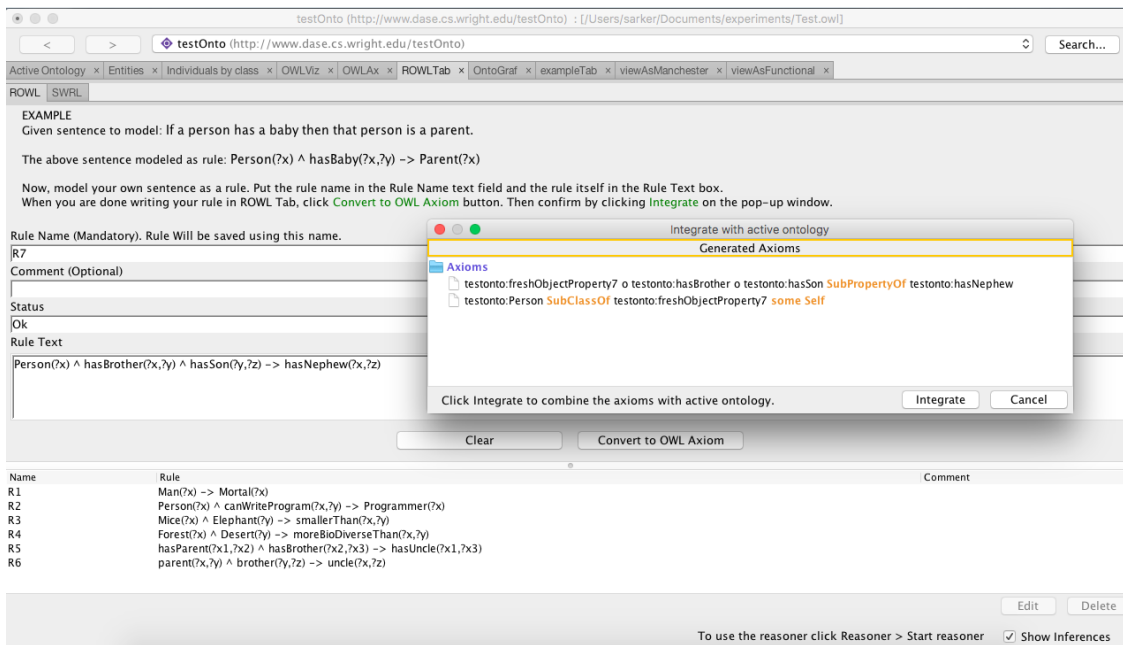 testOnto (http://www.dase.cs.wright.edu/testOnto) : [/Users/sarker/Documents/experiments/Test.owl]
< > testOnto (http://www.dase.cs.wright.edu/testOnto) Search...
Active Ontology × Entities × Individuals by class × OWLViz × OWLAx × ROWLTab × OntoGraf × exampleTab × viewAsManchester × viewAsFunctional ×
ROWL SWRL
EXAMPLE
Given sentence to model: If a person has a baby then that person is a parent.
The above sentence modeled as rule: Person(?x) ^ hasBaby(?x,?y) -> Parent(?x)
Now, model your own sentence as a rule. Put the rule name in the Rule Name text field and the rule itself in the Rule Text box.
When you are done writing your rule in ROWL Tab, click Convert to OWL Axiom button. Then confirm by clicking Integrate on the pop-up window.
Rule Name (Mandatory). Rule Will be saved using this name.
R7
Comment (Optional)
Status
Ok
Rule Text
Person(?x) ^ hasBrother(?x,?y) ^ hasSon(?y,?z) -> hasNephew(?x,?z)
Integrate with active ontology
Generated Axioms
Axioms
testonto:freshObjectProperty7 o testonto:hasBrother o testonto:hasSon SubPropertyOf testonto:hasNephew
testonto:Person SubClassOf testonto:freshObjectProperty7 some Self
Click Integrate to combine the axioms with active ontology. Integrate Cancel
Clear Convert to OWL Axiom
Name Rule Comment
R1 Man(?x) -> Mortal(?x)
R2 Person(?x) ^ canWriteProgram(?x,?y) -> Programmer(?x)
R3 Mice(?x) ^ Elephant(?y) -> smallerThan(?x,?y)
R4 Forest(?x) ^ Desert(?y) -> moreBioDiverseThan(?x,?y)
R5 hasParent(?x1,?x2) ^ hasBrother(?x2,?x3) -> hasUncle(?x1,?x3)
R6 parent(?x,?y) ^ brother(?y,?z) -> uncle(?x,?z)
Edit Delete
To use the reasoner click Reasoner > Start reasoner Show Inferences